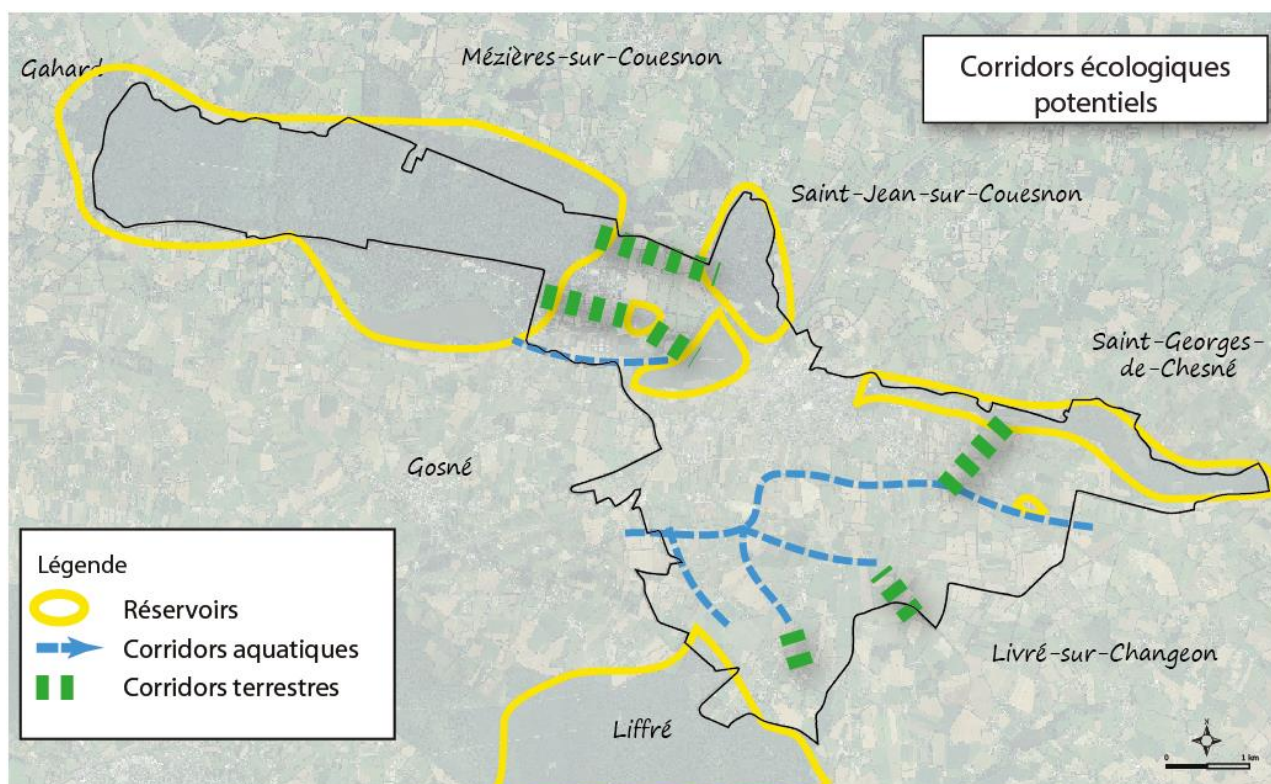 Corridors écologiques
potentiels
Mézières-sur-Couesnon
Gahard
Saint-Jean-sur-Couesnon
Saint-Georges-
de-Chesné
Gosné
Légende
Réservoirs
Corridors aquatiques
Corridors terrestres
Livré-sur-Changeon
Liffré
0 1 km